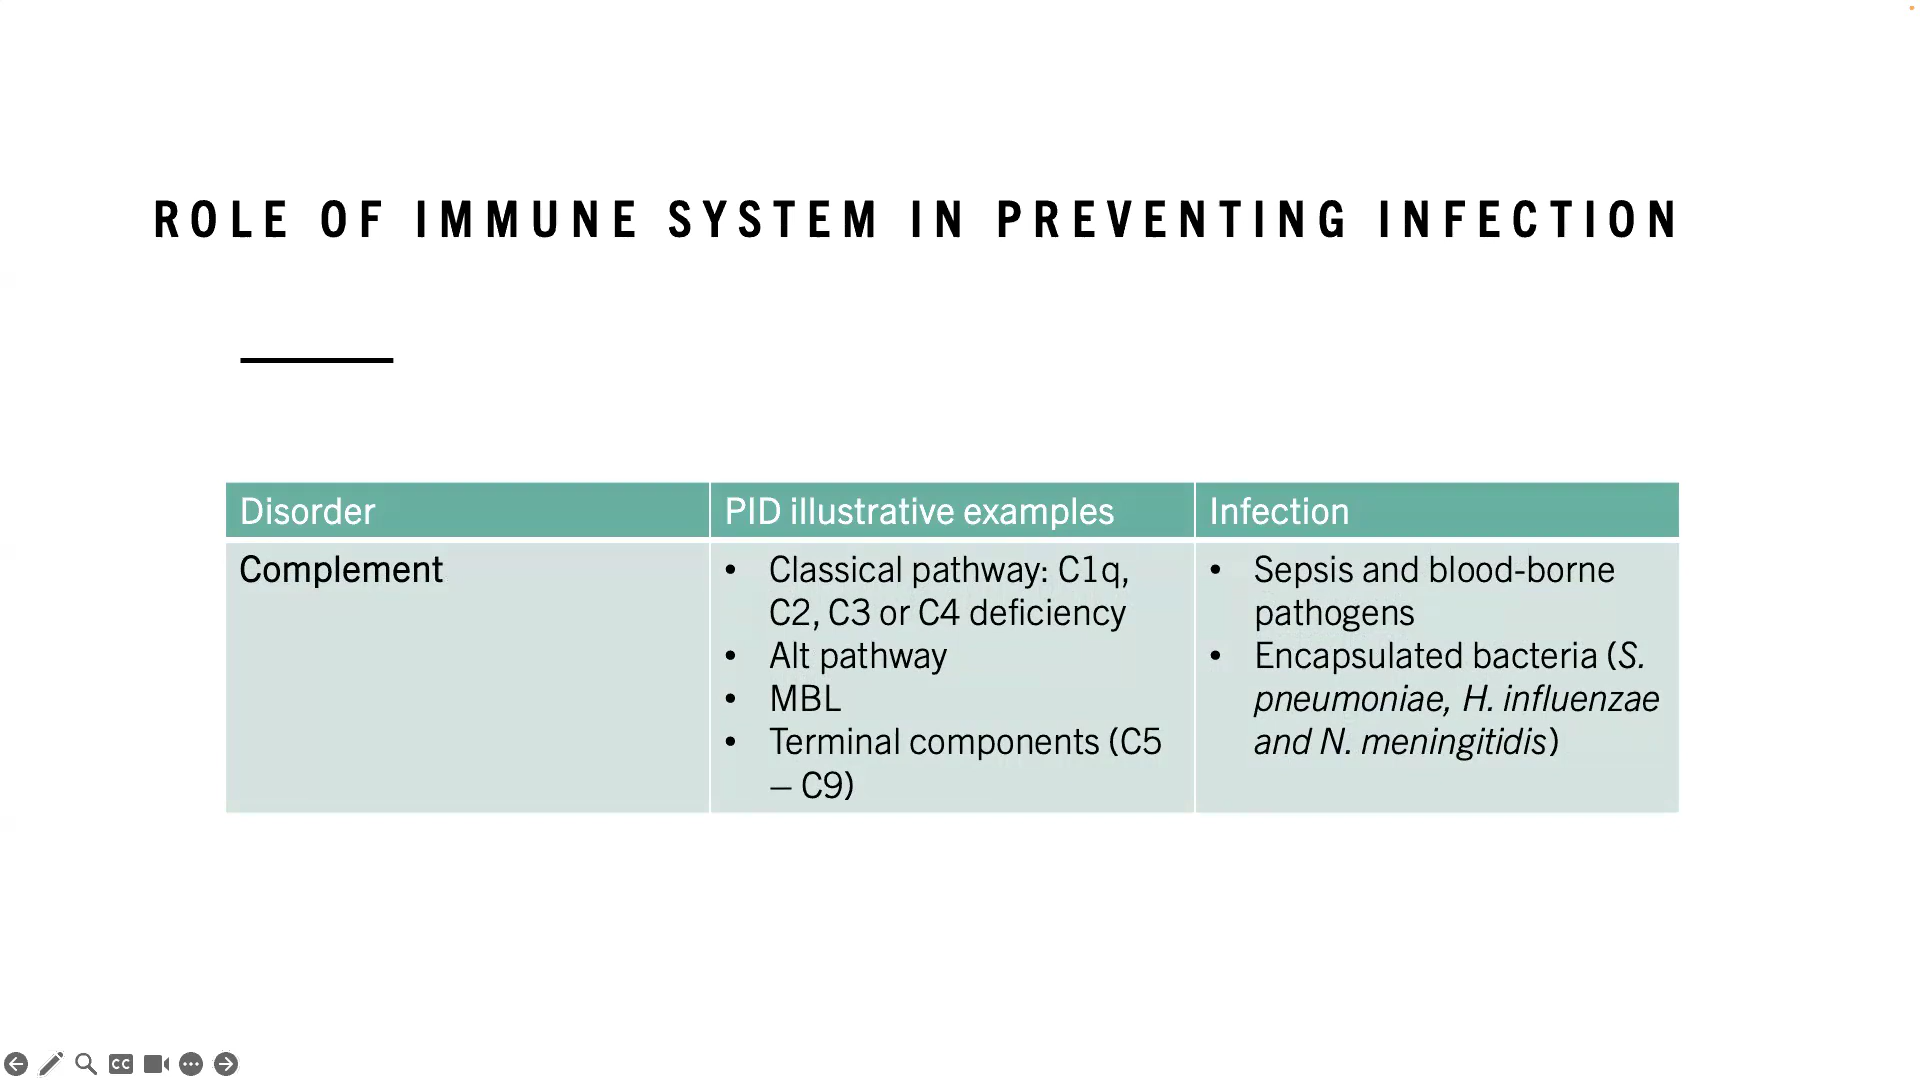 ROLE OF IMMUNE SYSTEM IN PREVENTING INFECTION
Disorder
PID illustrative examples
Infection
Complement
• Classical pathway: C1q,
C2, C3 or C4 deficiency
• Alt pathway
• MBL
• Terminal components (C5
– C9)
• Sepsis and blood-borne
pathogens
• Encapsulated bacteria (S.
pneumoniae, H. influenzae
and N. meningitidis)
CC